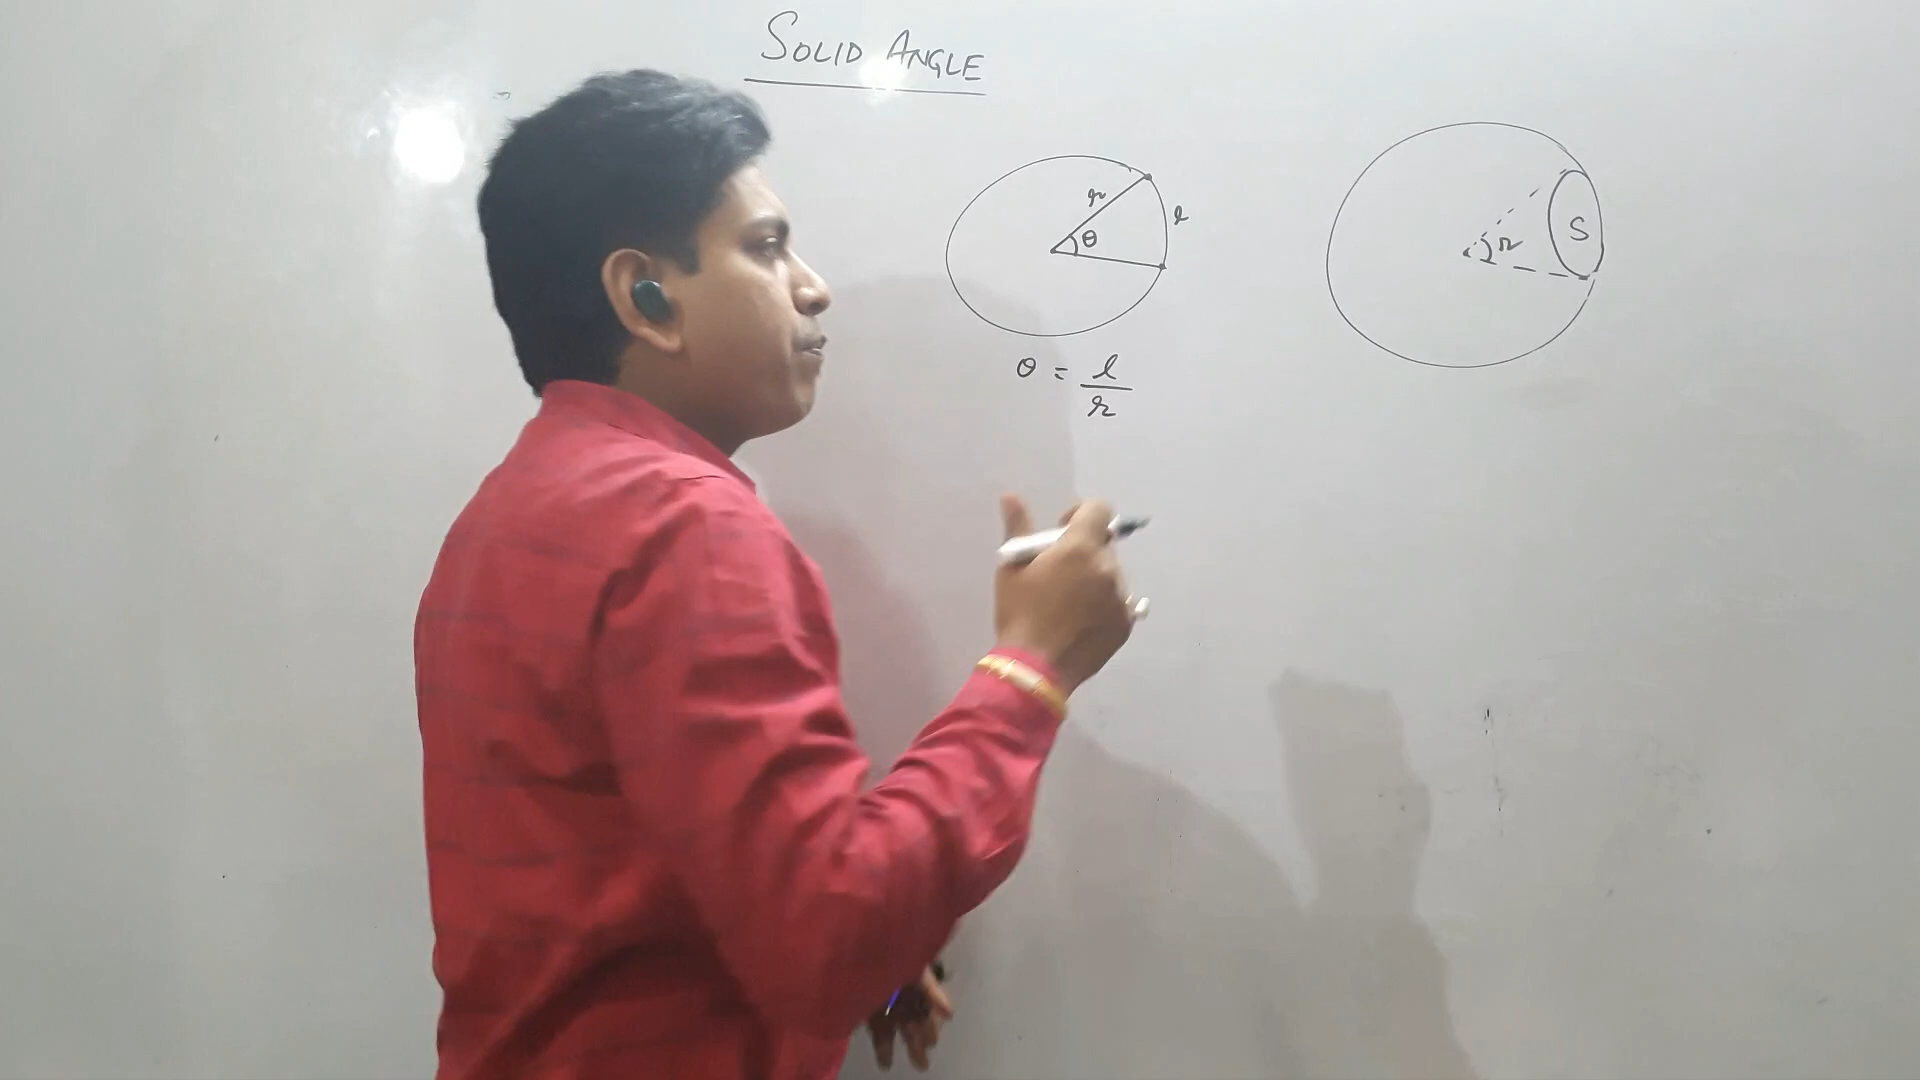 SOLID ANGLE
r
l
θ
r
S
θ = l/r